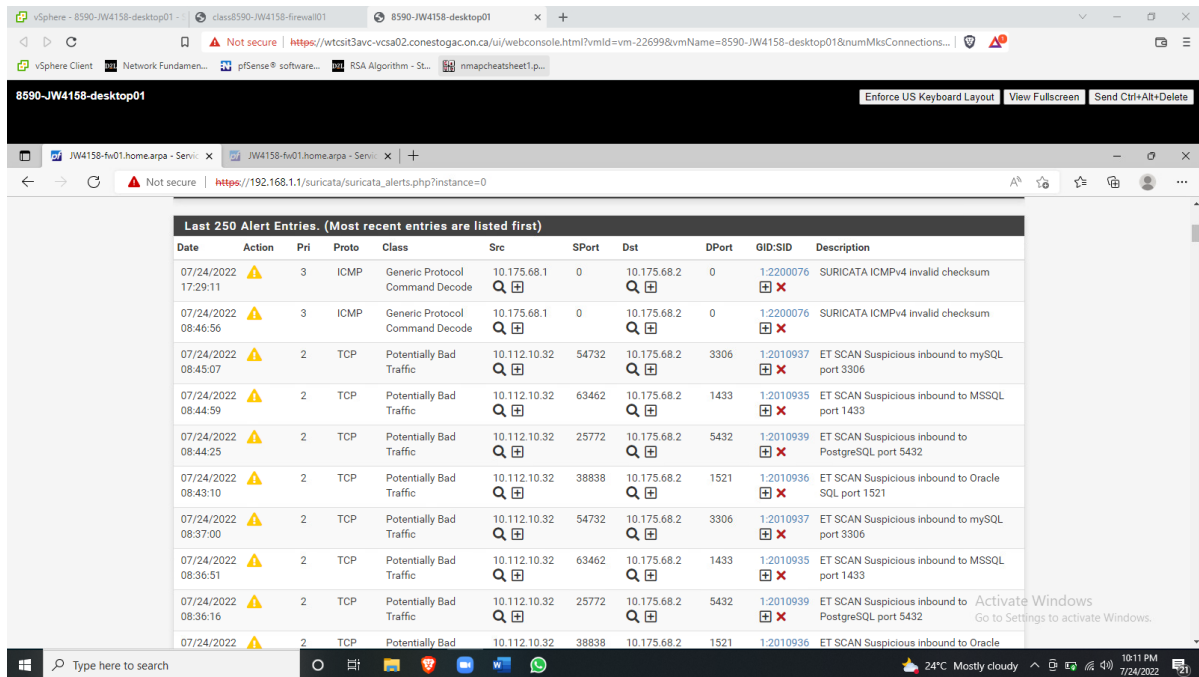 vSphere - 8590-JW4158-desktop01 - S
class8590-JW4158-firewall01
8590-JW4158-desktop01
Not secure https://wtcsit3avc-vcsa02.conestogac.on.ca/ui/webconsole.html?vmId=vm-22699&vmName=8590-JW4158-desktop01&numMksConnections...
vSphere Client
Network Fundamen...
pfSense® software...
RSA Algorithm - St...
nmapcheatsheet1.p...
8590-JW4158-desktop01
Enforce US Keyboard Layout View Fullscreen Send Ctrl+Alt+Delete
JW4158-fw01.home.arpa - Servic
JW4158-fw01.home.arpa - Servic
Not secure https://192.168.1.1/suricata/suricata_alerts.php?instance=0
Last 250 Alert Entries. (Most recent entries are listed first)
Date Action Pri Proto Class Src SPort Dst DPort GID:SID Description
07/24/2022 3 ICMP Generic Protocol 10.175.68.1 0 10.175.68.2 0 1:2200076 SURICATA ICMPv4 invalid checksum
17:29:11 Command Decode
07/24/2022 3 ICMP Generic Protocol 10.175.68.1 0 10.175.68.2 0 1:2200076 SURICATA ICMPv4 invalid checksum
08:46:56 Command Decode
07/24/2022 2 TCP Potentially Bad 10.112.10.32 54732 10.175.68.2 3306 1:2010937 ET SCAN Suspicious inbound to mySQL
08:45:07 Traffic port 3306
07/24/2022 2 TCP Potentially Bad 10.112.10.32 63462 10.175.68.2 1433 1:2010935 ET SCAN Suspicious inbound to MSSQL
08:44:59 Traffic port 1433
07/24/2022 2 TCP Potentially Bad 10.112.10.32 25772 10.175.68.2 5432 1:2010939 ET SCAN Suspicious inbound to
08:44:25 Traffic PostgreSQL port 5432
07/24/2022 2 TCP Potentially Bad 10.112.10.32 38838 10.175.68.2 1521 1:2010936 ET SCAN Suspicious inbound to Oracle
08:43:10 Traffic SQL port 1521
07/24/2022 2 TCP Potentially Bad 10.112.10.32 54732 10.175.68.2 3306 1:2010937 ET SCAN Suspicious inbound to mySQL
08:37:00 Traffic port 3306
07/24/2022 2 TCP Potentially Bad 10.112.10.32 63462 10.175.68.2 1433 1:2010935 ET SCAN Suspicious inbound to MSSQL
08:36:51 Traffic port 1433
07/24/2022 2 TCP Potentially Bad 10.112.10.32 25772 10.175.68.2 5432 1:2010939 ET SCAN Suspicious inbound to
08:36:16 Traffic PostgreSQL port 5432
07/24/2022 2 TCP Potentially Bad 10.112.10.32 38838 10.175.68.2 1521 1:2010936 ET SCAN Suspicious inbound to Oracle
Activate Windows
Go to Settings to activate Windows.
Type here to search
24°C Mostly cloudy
10:11 PM
7/24/2022
21